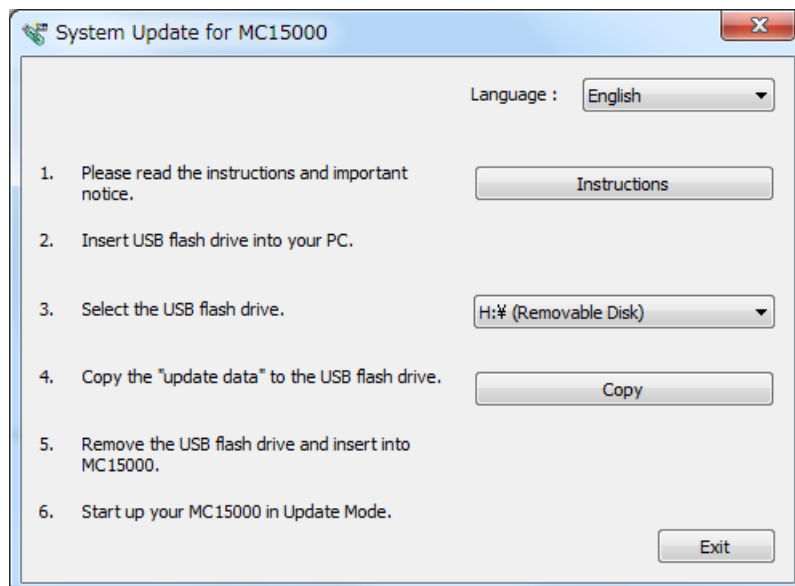 System Update for MC15000
Language :
English
1. Please read the instructions and important
notice.
Instructions
2. Insert USB flash drive into your PC.
3. Select the USB flash drive.
H:¥ (Removable Disk)
4. Copy the "update data" to the USB flash drive.
Copy
5. Remove the USB flash drive and insert into
MC15000.
6. Start up your MC15000 in Update Mode.
Exit